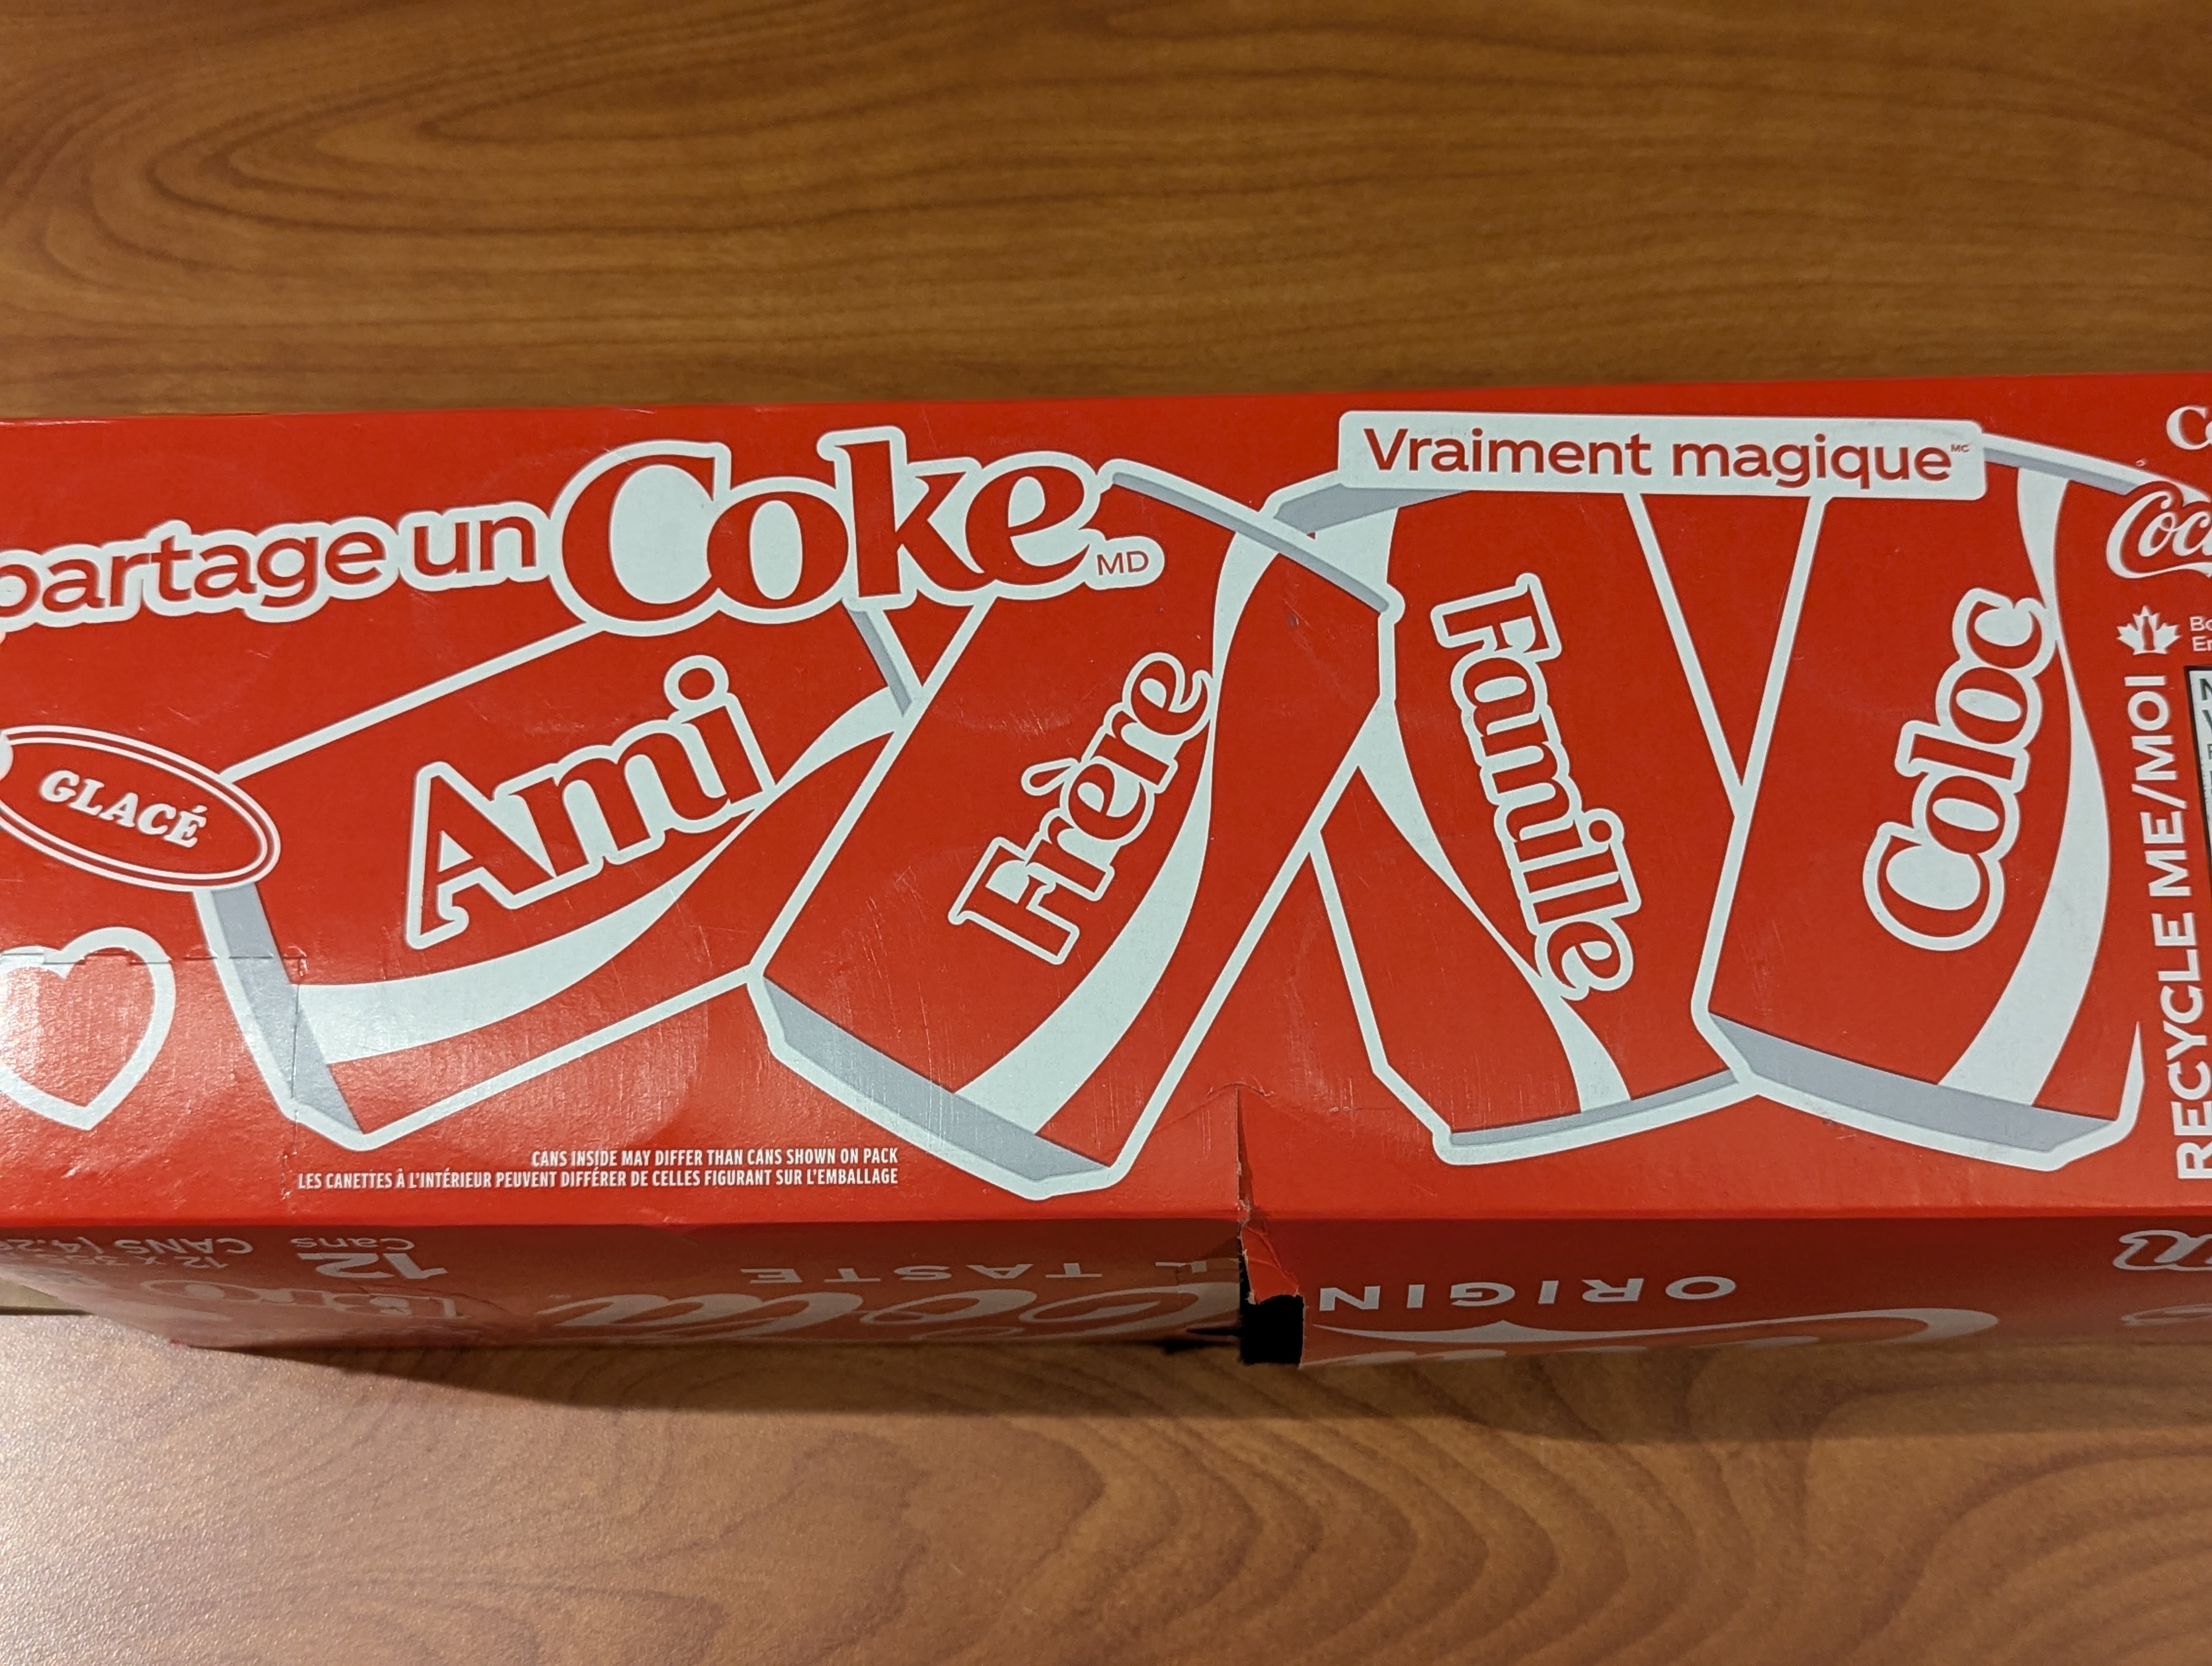 partage un Coke MD
Vraiment magique MC
GLACÉ
Ami
Frère
Famille
Coloc
RECYCLE ME/MOI
CANS INSIDE MAY DIFFER THAN CANS SHOWN ON PACK
LES CANETTES À L'INTÉRIEUR PEUVENT DIFFÉRER DE CELLES FIGURANT SUR L'EMBALLAGE
12
Cans
TASTE
ORIGIN